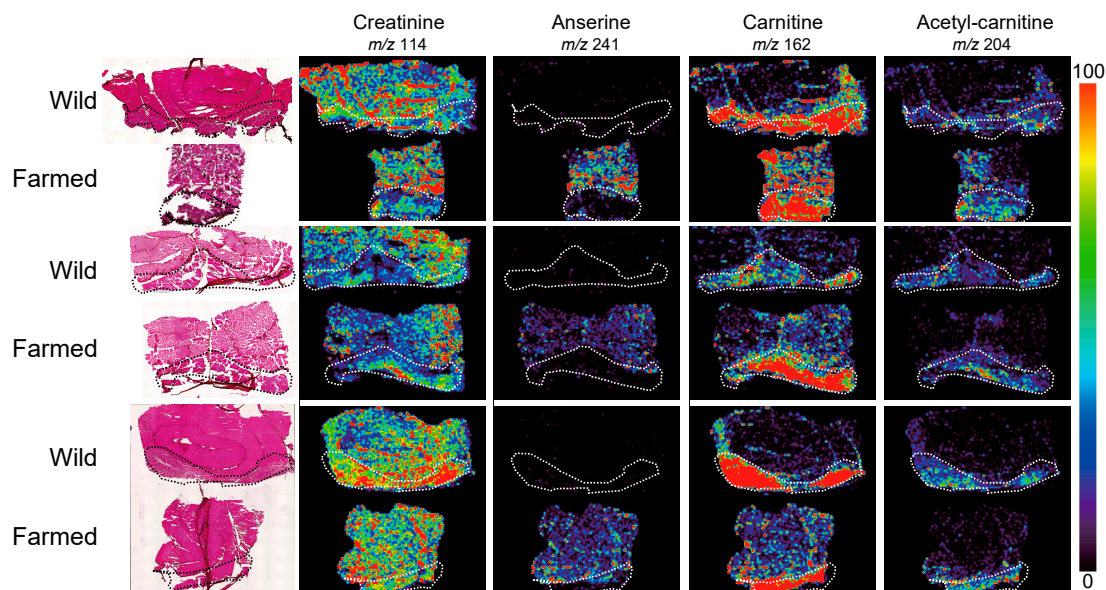 Creatinine Anserine Carnitine Acetyl-carnitine
m/z 114 m/z 241 m/z 162 m/z 204
100
Wild
Farmed
Wild
Farmed
Wild
Farmed
0